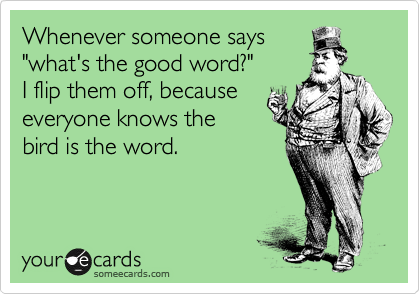 Whenever someone says
"what's the good word?"
I flip them off, because
everyone knows the
bird is the word.
your e cards
someecards.com